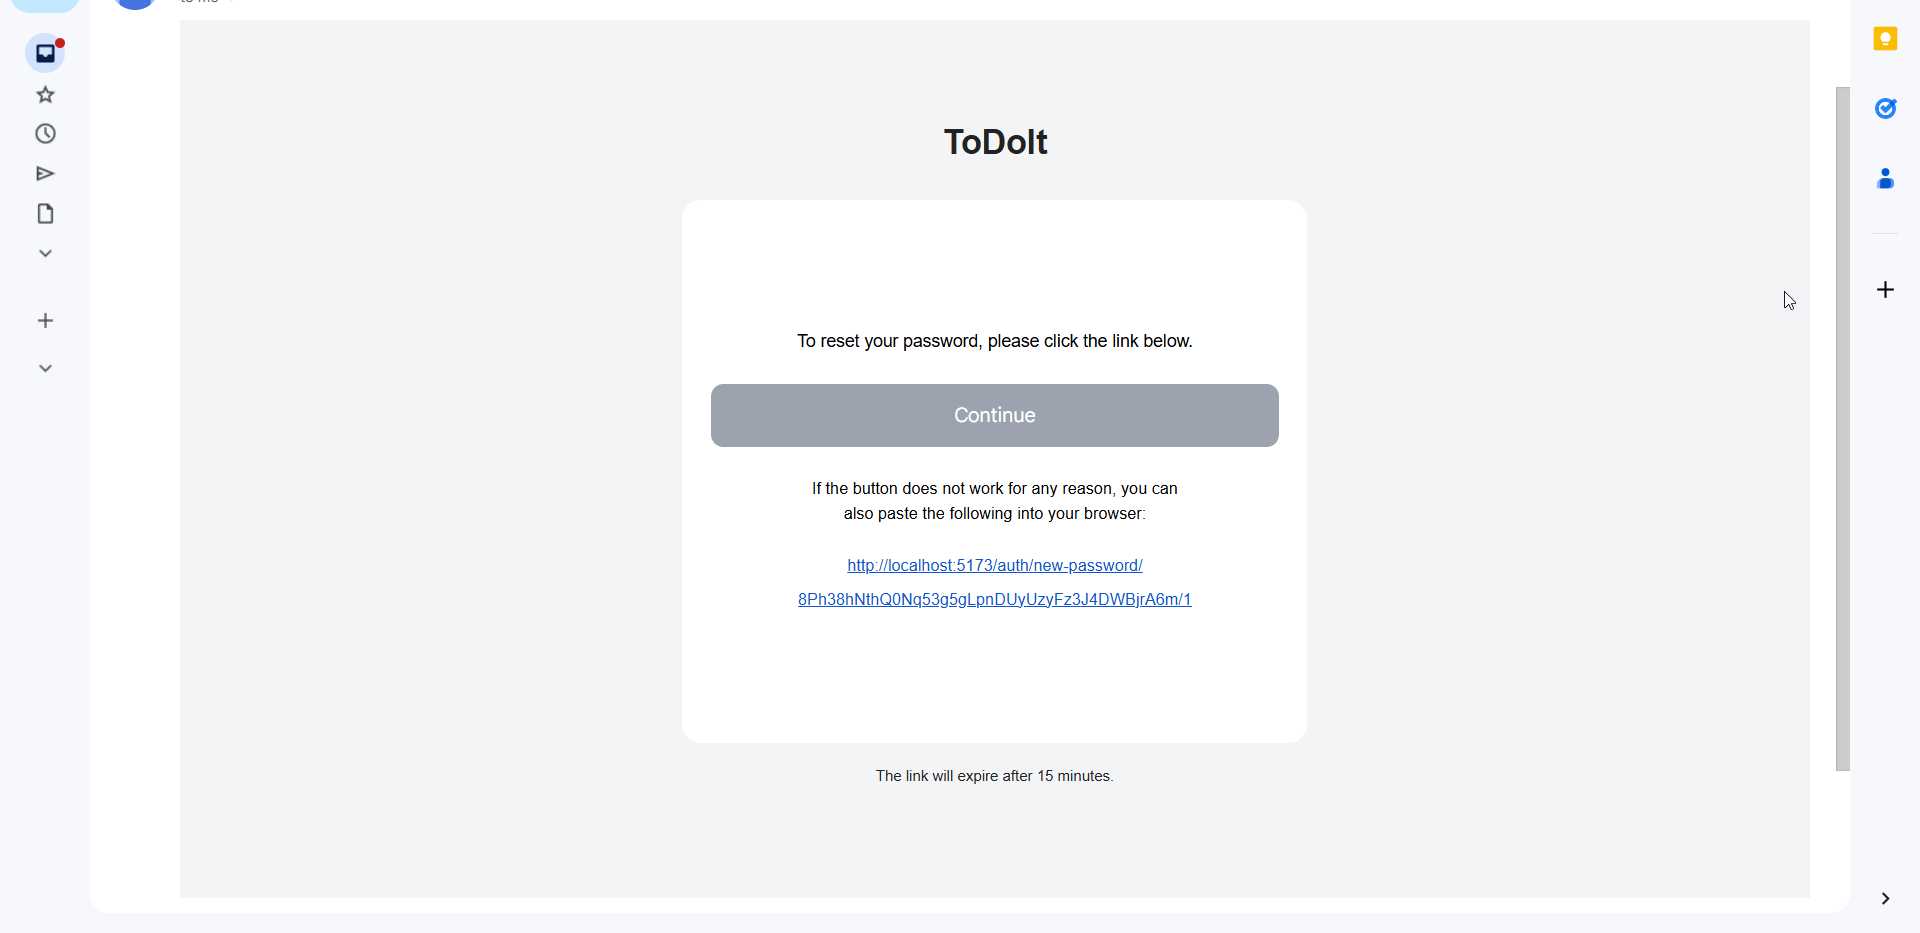 ToDoIt
To reset your password, please click the link below.
Continue
If the button does not work for any reason, you can
also paste the following into your browser:
http://localhost:5173/auth/new-password/
8Ph38hNthQ0Nq53g5gLpnDUyUzyFz3J4DWBjrA6m/1
The link will expire after 15 minutes.